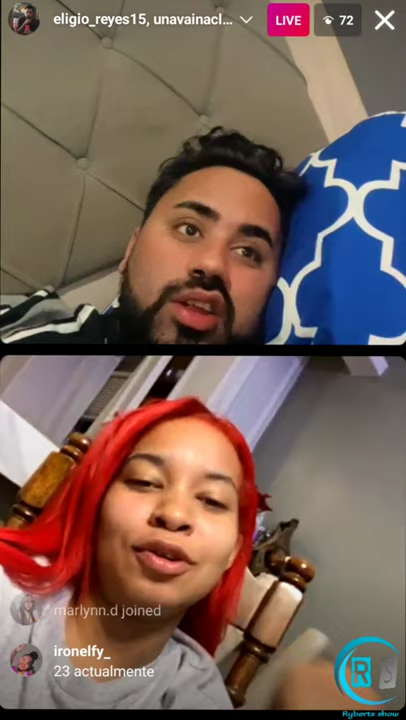 eligio_reyes15, unavainacl...
LIVE
72
marlynn.d joined
ironelfy_
23 actualmente
R S
Ryberts show